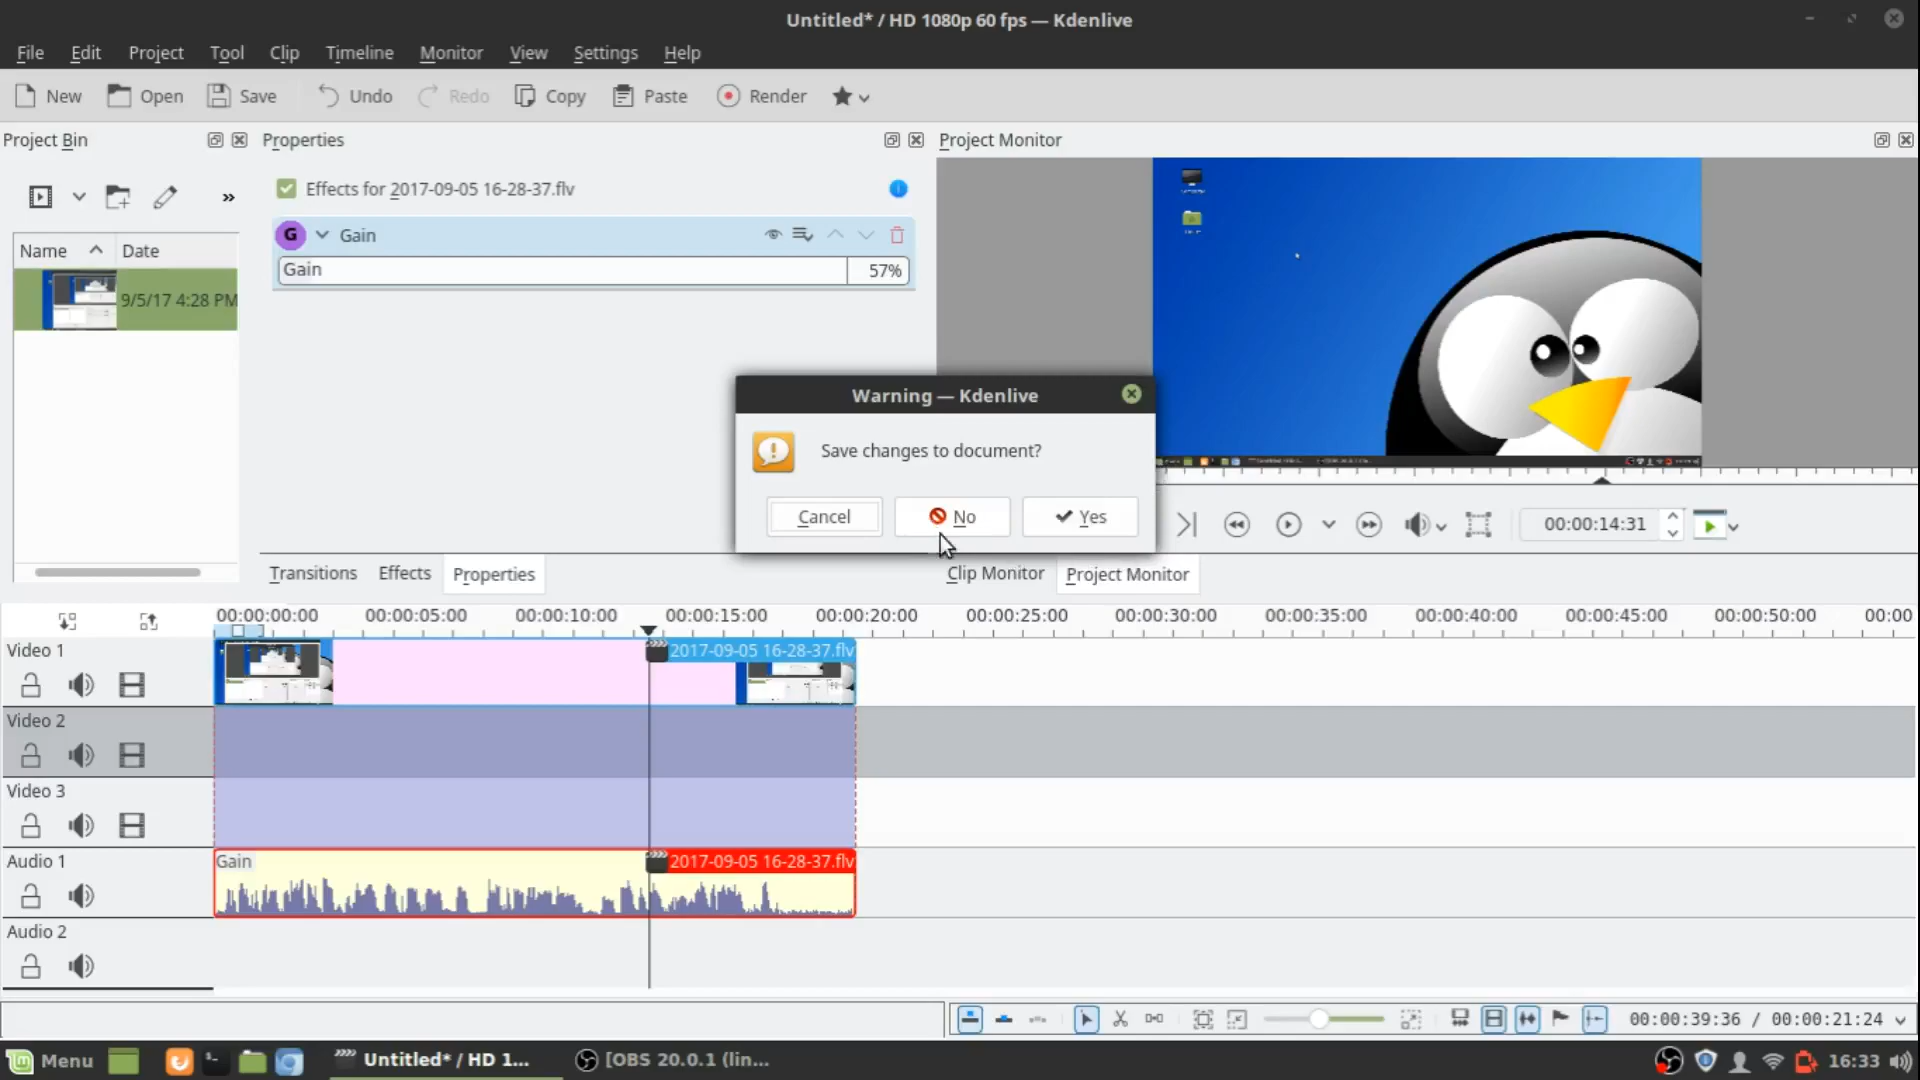 Untitled* / HD 1080p 60 fps — Kdenlive
File Edit Project Tool Clip Timeline Monitor View Settings Help
New Open Save Undo Redo Copy Paste Render
Project Bin Properties Project Monitor
Effects for 2017-09-05 16-28-37.flv
G Gain
Gain 57%
Name Date
9/5/17 4:28 PM
Warning — Kdenlive
Save changes to document?
Cancel No Yes
00:00:14:31
Transitions Effects Properties Clip Monitor Project Monitor
00:00:00:00 00:00:05:00 00:00:10:00 00:00:15:00 00:00:20:00 00:00:25:00 00:00:30:00 00:00:35:00 00:00:40:00 00:00:45:00 00:00:50:00 00:00
Video 1 2017-09-05 16-28-37.flv
Video 2
Video 3
Audio 1 Gain 2017-09-05 16-28-37.flv
Audio 2
00:00:39:36 / 00:00:21:24
Menu Untitled* / HD 1... [OBS 20.0.1 (lin... 16:33